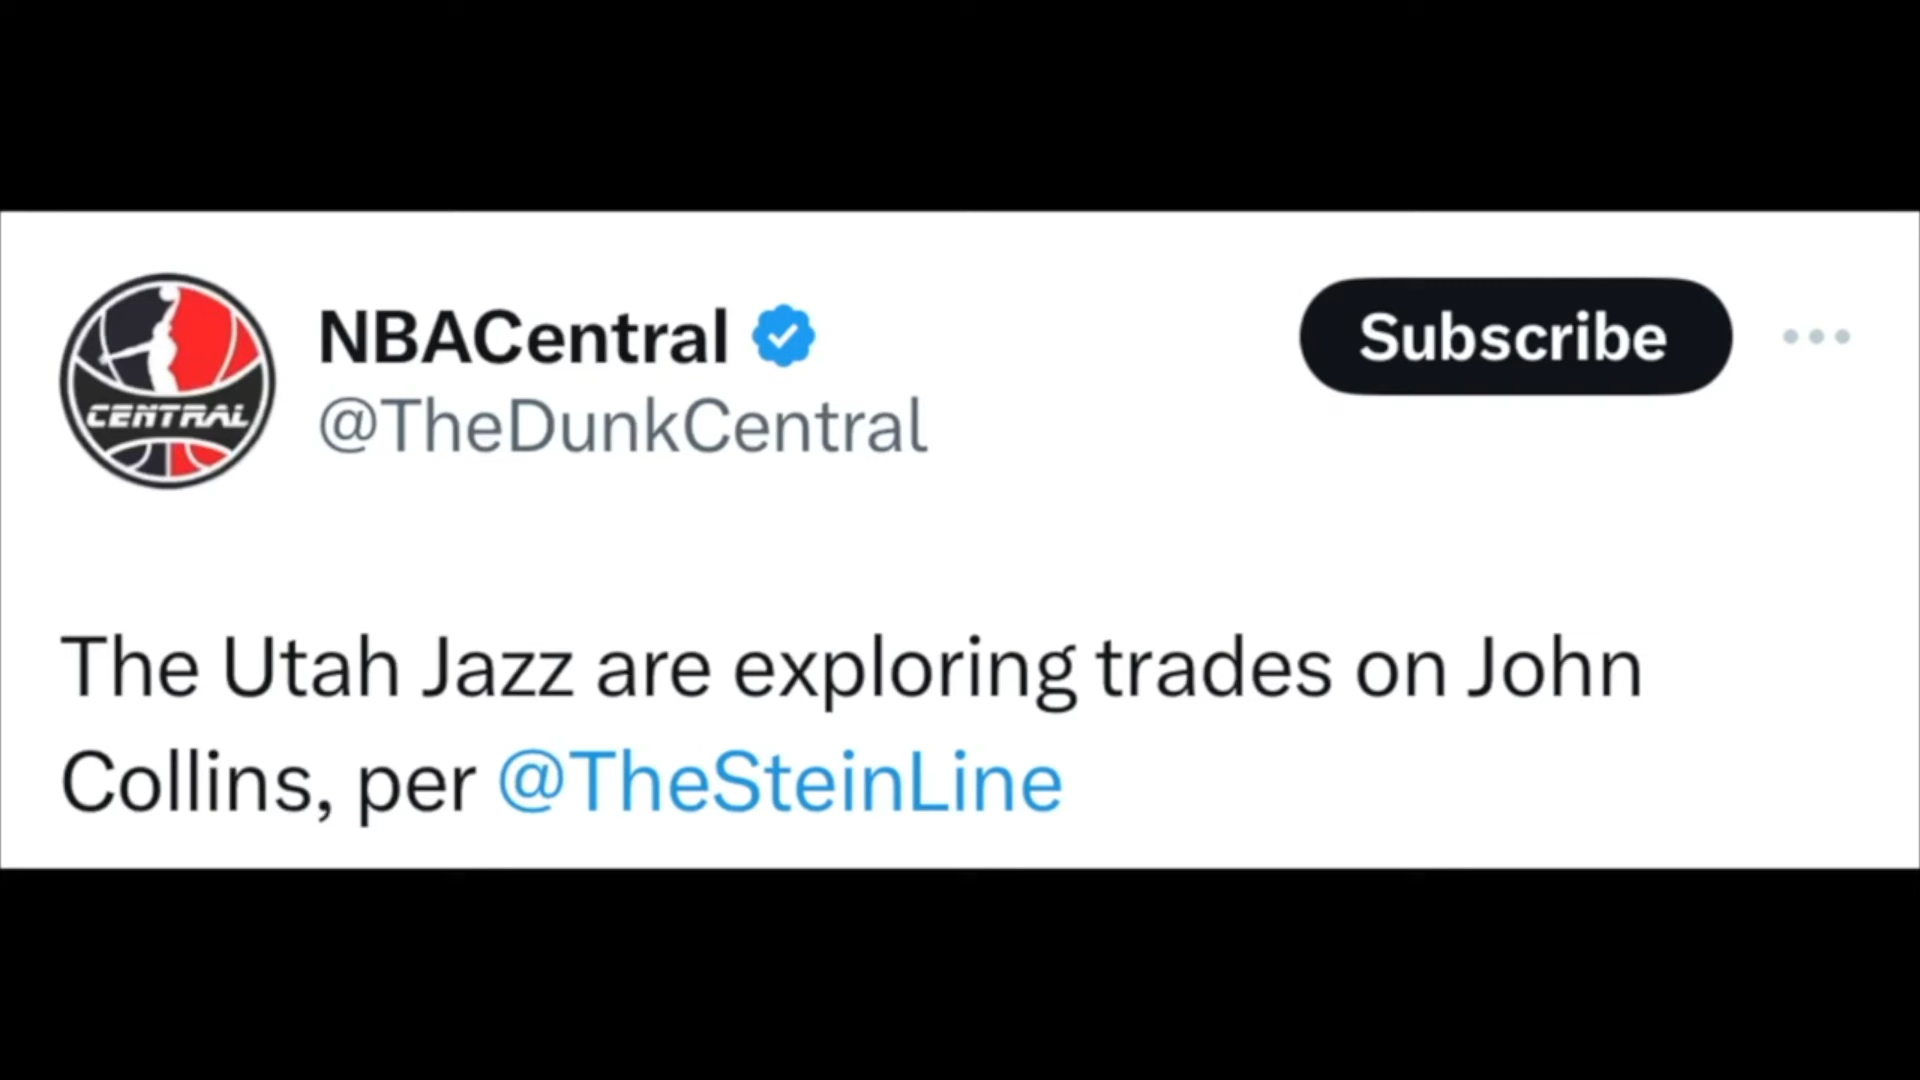 NBACentral
Subscribe
@TheDunkCentral
CENTRAL
The Utah Jazz are exploring trades on John
Collins, per @TheSteinLine